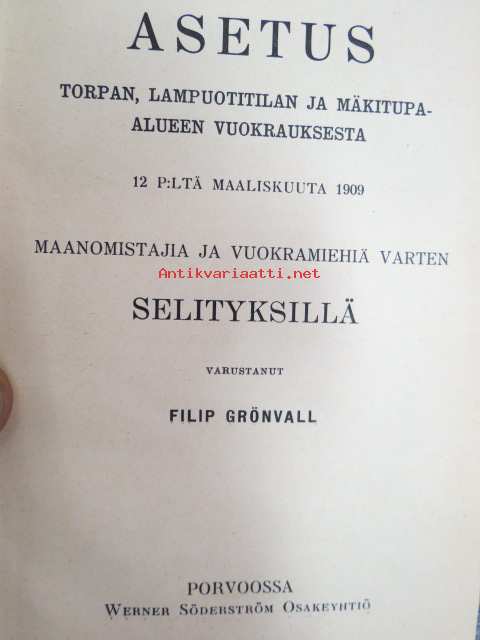 ASETUS
TORPAN, LAMPUOTITILAN JA MÄKITUPA-
ALUEEN VUOKRAUKSESTA
12 P:LTÄ MAALISKUUTA 1909
MAANOMISTAJIA JA VUOKRAMIEHIÄ VARTEN
Antikvariaatti.net
SELITYKSILLÄ
VARUSTANUT
FILIP GRÖNVALL
PORVOOSSA
WERNER SÖDERSTRÖM OSAKEYHTIÖ